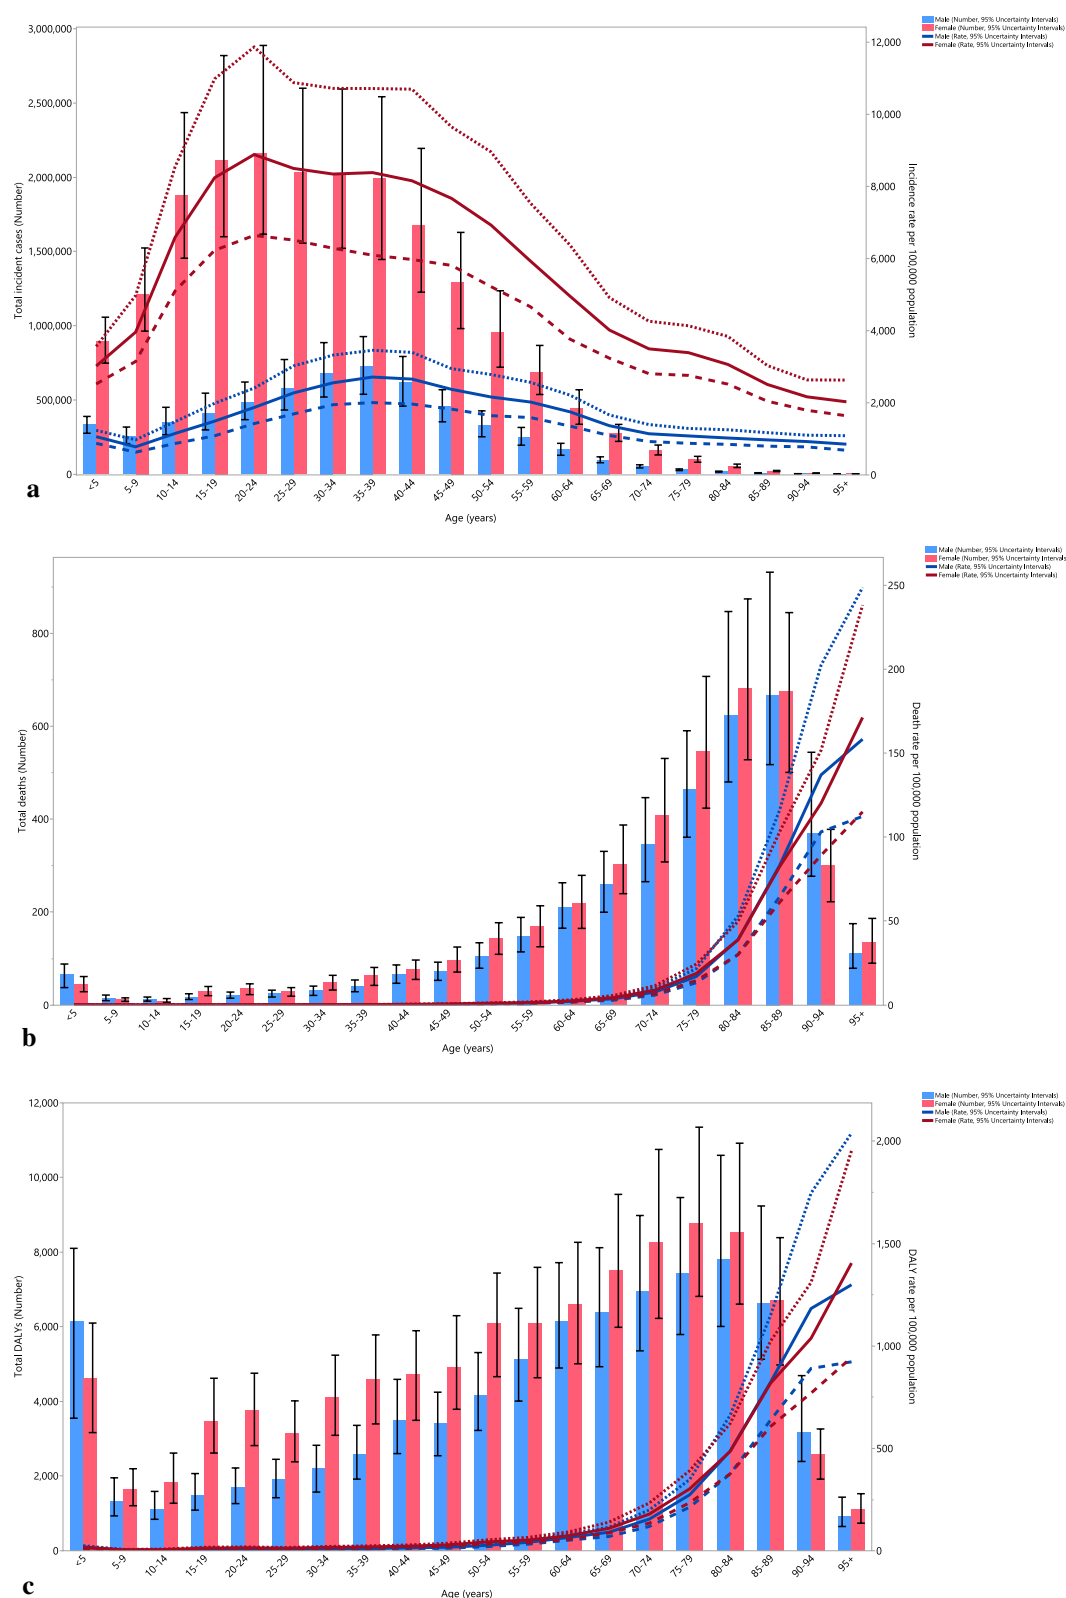 Male (Number, 95% Uncertainty Intervals)
Female (Number, 95% Uncertainty Intervals)
Male (Rate, 95% Uncertainty Intervals)
Female (Rate, 95% Uncertainty Intervals)
3,000,000
2,500,000
2,000,000
1,500,000
1,000,000
500,000
0
Total incident cases (Number)
12,000
10,000
8,000
6,000
4,000
2,000
0
Incidence rate per 100,000 population
<5 5-9 10-14 15-19 20-24 25-29 30-34 35-39 40-44 45-49 50-54 55-59 60-64 65-69 70-74 75-79 80-84 85-89 90-94 95+
Age (years)
a
Male (Number, 95% Uncertainty Intervals)
Female (Number, 95% Uncertainty Intervals)
Male (Rate, 95% Uncertainty Intervals)
Female (Rate, 95% Uncertainty Intervals)
800
600
400
200
0
Total deaths (Number)
250
200
150
100
50
0
Death rate per 100,000 population
<5 5-9 10-14 15-19 20-24 25-29 30-34 35-39 40-44 45-49 50-54 55-59 60-64 65-69 70-74 75-79 80-84 85-89 90-94 95+
Age (years)
b
Male (Number, 95% Uncertainty Intervals)
Female (Number, 95% Uncertainty Intervals)
Male (Rate, 95% Uncertainty Intervals)
Female (Rate, 95% Uncertainty Intervals)
12,000
10,000
8,000
6,000
4,000
2,000
0
Total DALYs (Number)
2,000
1,500
1,000
500
0
DALY rate per 100,000 population
<5 5-9 10-14 15-19 20-24 25-29 30-34 35-39 40-44 45-49 50-54 55-59 60-64 65-69 70-74 75-79 80-84 85-89 90-94 95+
Age (years)
c